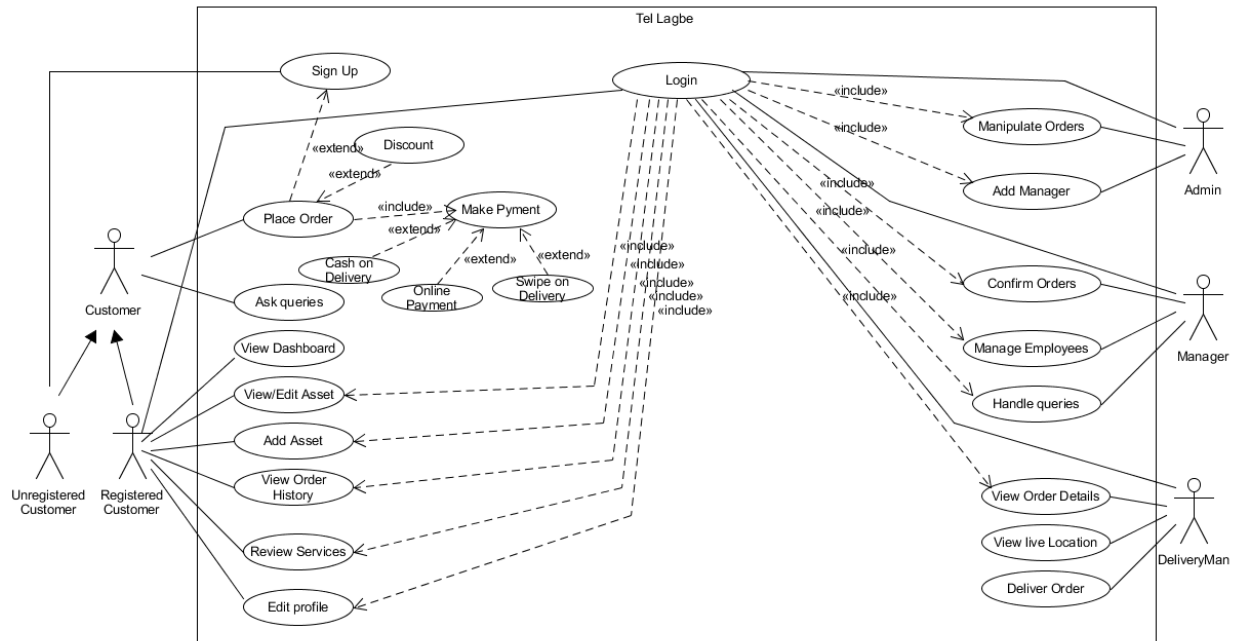 Tel Lagbe
Sign Up
Login
«include»
Manipulate Orders
«extend»
Discount
«extend»
«include»
Add Manager
Admin
Place Order
«include»
Make Pyment
«extend»
«include»
«include»
Customer
Cash on
Delivery
«extend»
Online
Payment
«extend»
Swipe on
Delivery
«include»
«include»
«include»
«include»
«include»
«include»
Confirm Orders
Manager
Ask queries
View Dashboard
Manage Employees
View/Edit Asset
Handle queries
Add Asset
View Order
History
Unregistered
Customer
Registered
Customer
View Order Details
Review Services
View live Location
DeliveryMan
Deliver Order
Edit profile